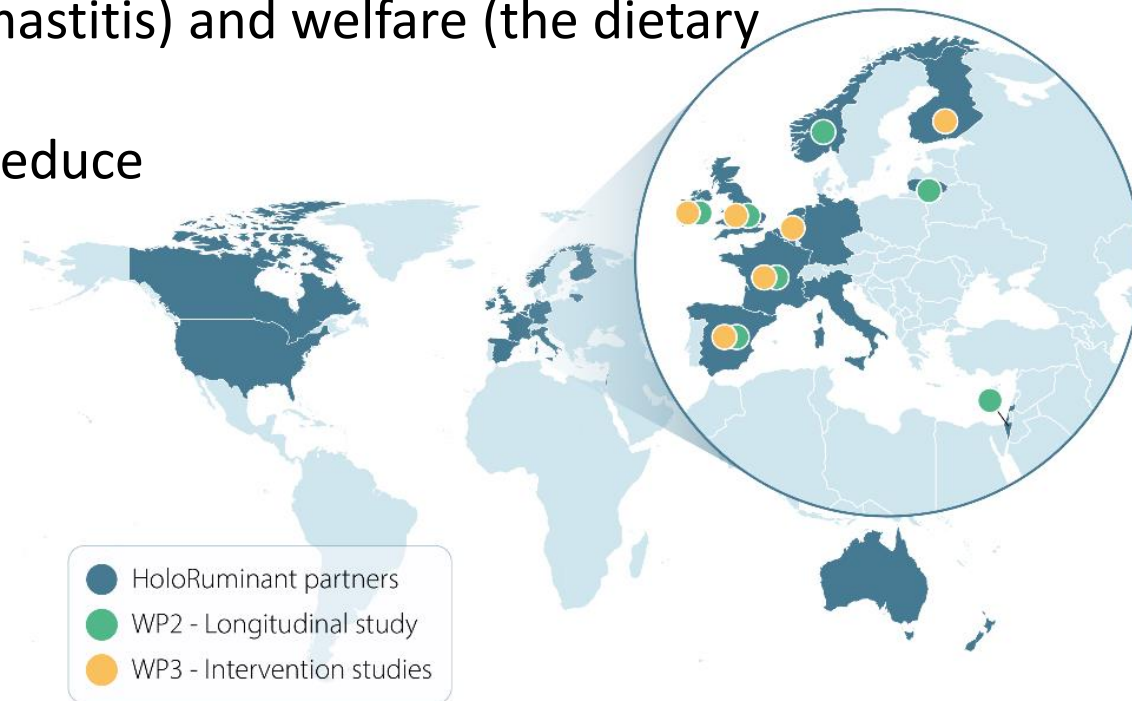 nastitis) and welfare (the dietary
educe
HoloRuminant partners
WP2 - Longitudinal study
WP3 - Intervention studies